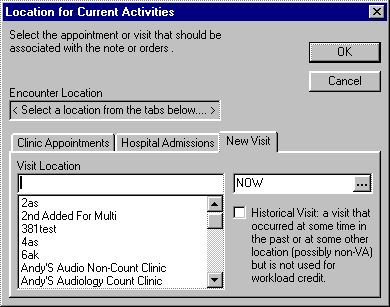 Location for Current Activities
Select the appointment or visit that should be
associated with the note or orders .
OK
Cancel
Encounter Location
< Select a location from the tabs below.... >
Clinic Appointments
Hospital Admissions
New Visit
Visit Location
NOW
...
2as
2nd Added For Multi
381test
4as
6ak
Andy'S Audio Non-Count Clinic
Andy'S Audiology Count Clinic
Historical Visit: a visit that
occurred at some time in
the past or at some other
location (possibly non-VA)
but is not used for
workload credit.